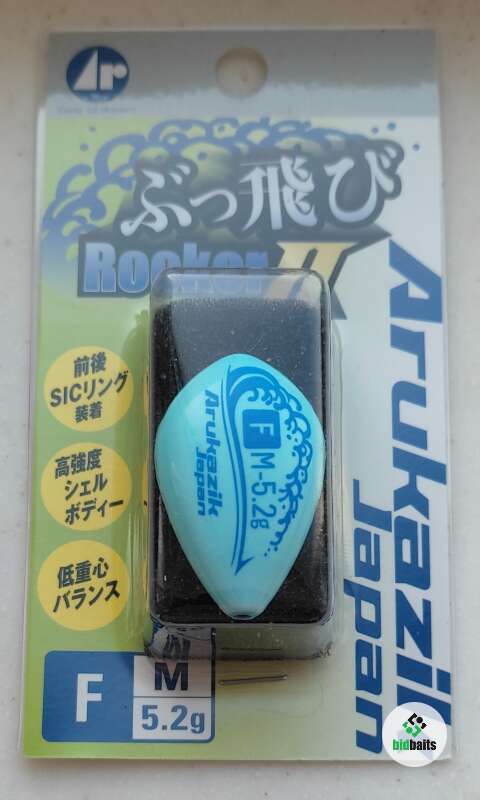 Ar
ぶっ飛び
Rocker II
Arukazik
Japan
前後
SICリング
装着
高強度
シェル
ボディー
低重心
バランス
Arukazik
Japan
F M-5.2g
F
M
5.2g
bidbaits